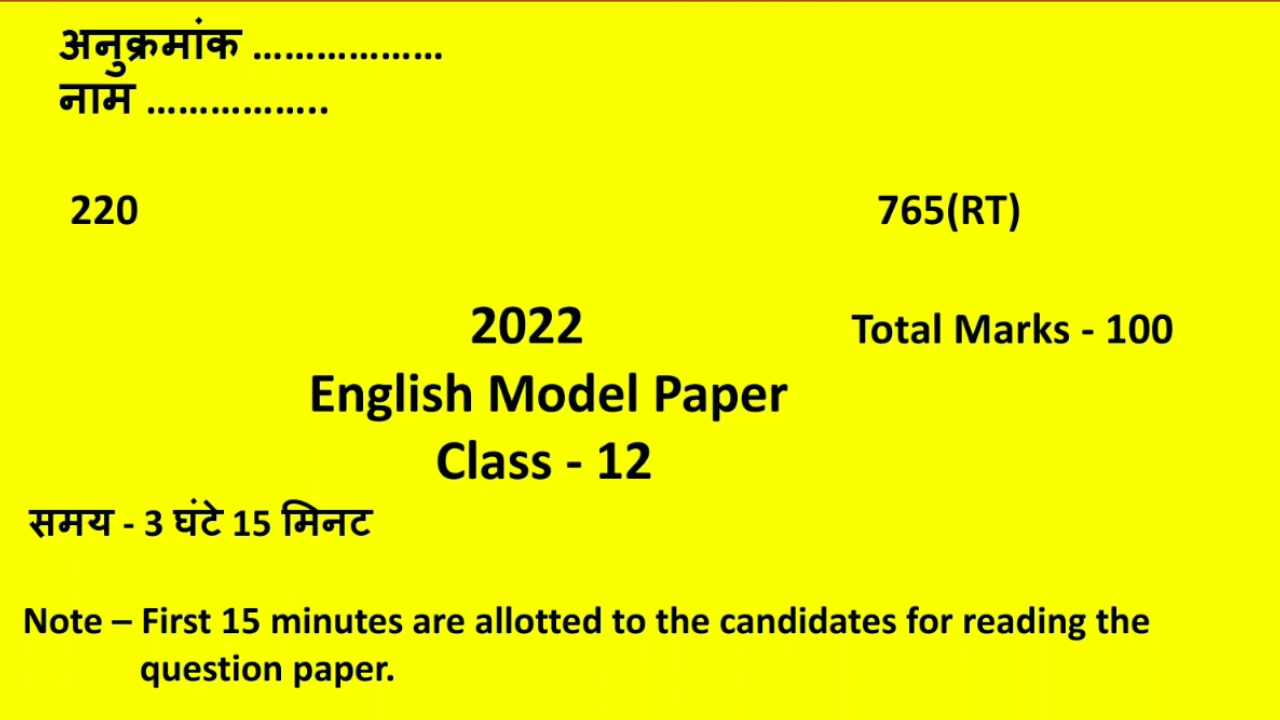 अनुक्रमांक ………………
नाम ……………..
220 765(RT)
2022 Total Marks - 100
English Model Paper
Class - 12
समय - 3 घंटे 15 मिनट
Note – First 15 minutes are allotted to the candidates for reading the
question paper.